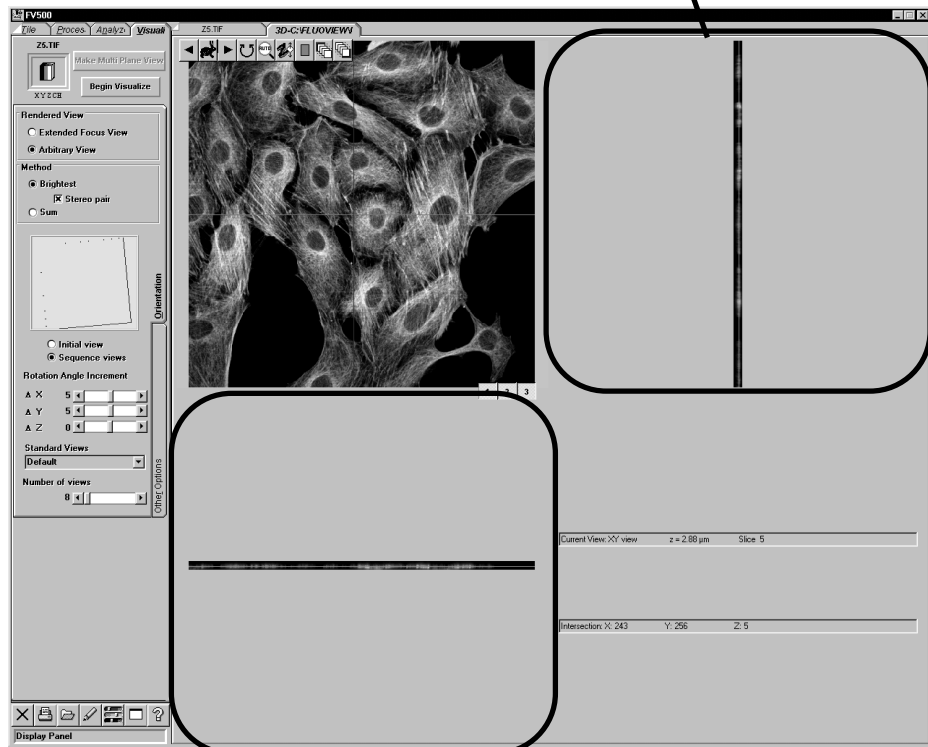 FV500
File Proces Analyz Visuali
Z5.TIF 3D-C:\FLUOVIEW\
Z5.TIF
Make Multi Plane View
Begin Visualize
X Y Z C H
AUTO
Rendered View
Extended Focus View
Arbitrary View
Method
Brightest
Stereo pair
Sum
Orientation
Initial view
Sequence views
Rotation Angle Increment
Δ X 5
Δ Y 5
Δ Z 0
1 2 3
Standard Views
Default
Number of views
8
Other Options
Current View: XY view z = 2.88 µm Slice 5
Intersection: X: 243 Y: 256 Z: 5
Display Panel